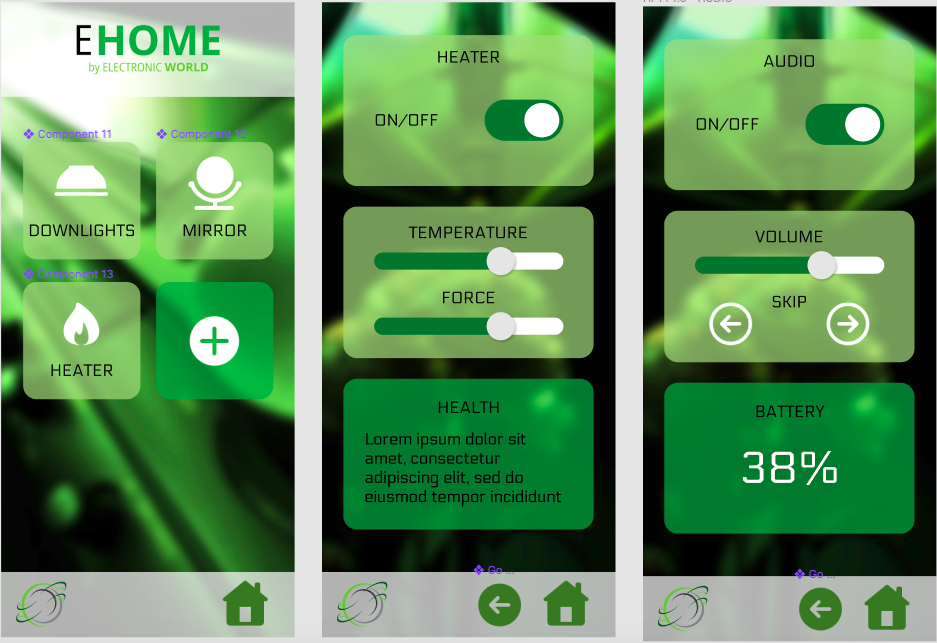 EHOME
by ELECTRONIC WORLD
Component 11
Component 12
DOWNLIGHTS
MIRROR
Component 13
HEATER
HEATER
ON/OFF
TEMPERATURE
FORCE
HEALTH
Lorem ipsum dolor sit
amet, consectetur
adipiscing elit, sed do
eiusmod tempor incididunt
Go ...
AUDIO
ON/OFF
VOLUME
SKIP
BATTERY
38%
Go ...